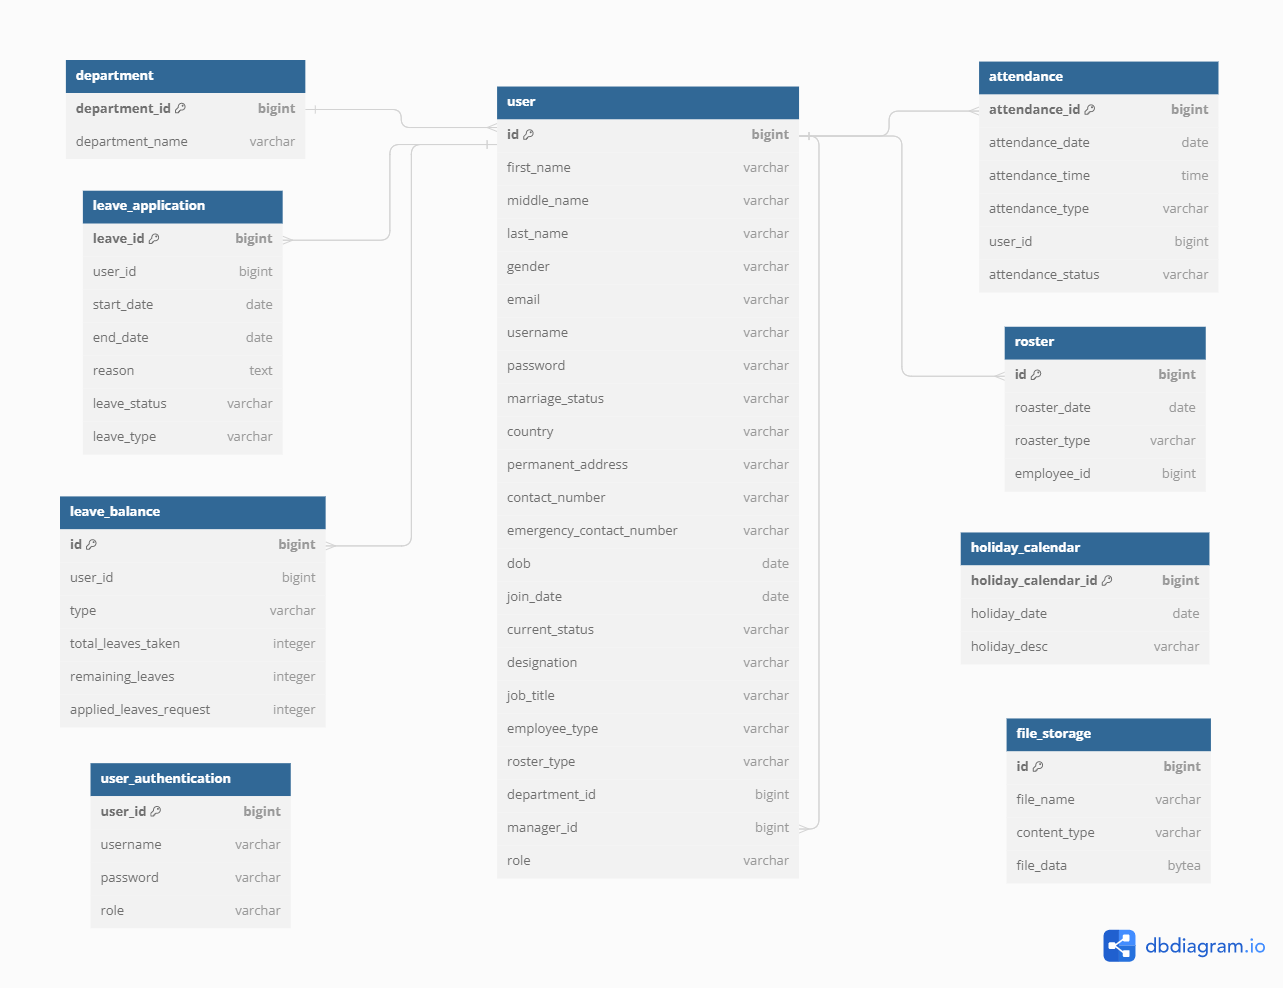 department
department_id bigint
department_name varchar
leave_application
leave_id bigint
user_id bigint
start_date date
end_date date
reason text
leave_status varchar
leave_type varchar
leave_balance
id bigint
user_id bigint
type varchar
total_leaves_taken integer
remaining_leaves integer
applied_leaves_request integer
user_authentication
user_id bigint
username varchar
password varchar
role varchar
user
id bigint
first_name varchar
middle_name varchar
last_name varchar
gender varchar
email varchar
username varchar
password varchar
marriage_status varchar
country varchar
permanent_address varchar
contact_number varchar
emergency_contact_number varchar
dob date
join_date date
current_status varchar
designation varchar
job_title varchar
employee_type varchar
roster_type varchar
department_id bigint
manager_id bigint
role varchar
attendance
attendance_id bigint
attendance_date date
attendance_time time
attendance_type varchar
user_id bigint
attendance_status varchar
roster
id bigint
roaster_date date
roaster_type varchar
employee_id bigint
holiday_calendar
holiday_calendar_id bigint
holiday_date date
holiday_desc varchar
file_storage
id bigint
file_name varchar
content_type varchar
file_data bytea
dbdiagram.io